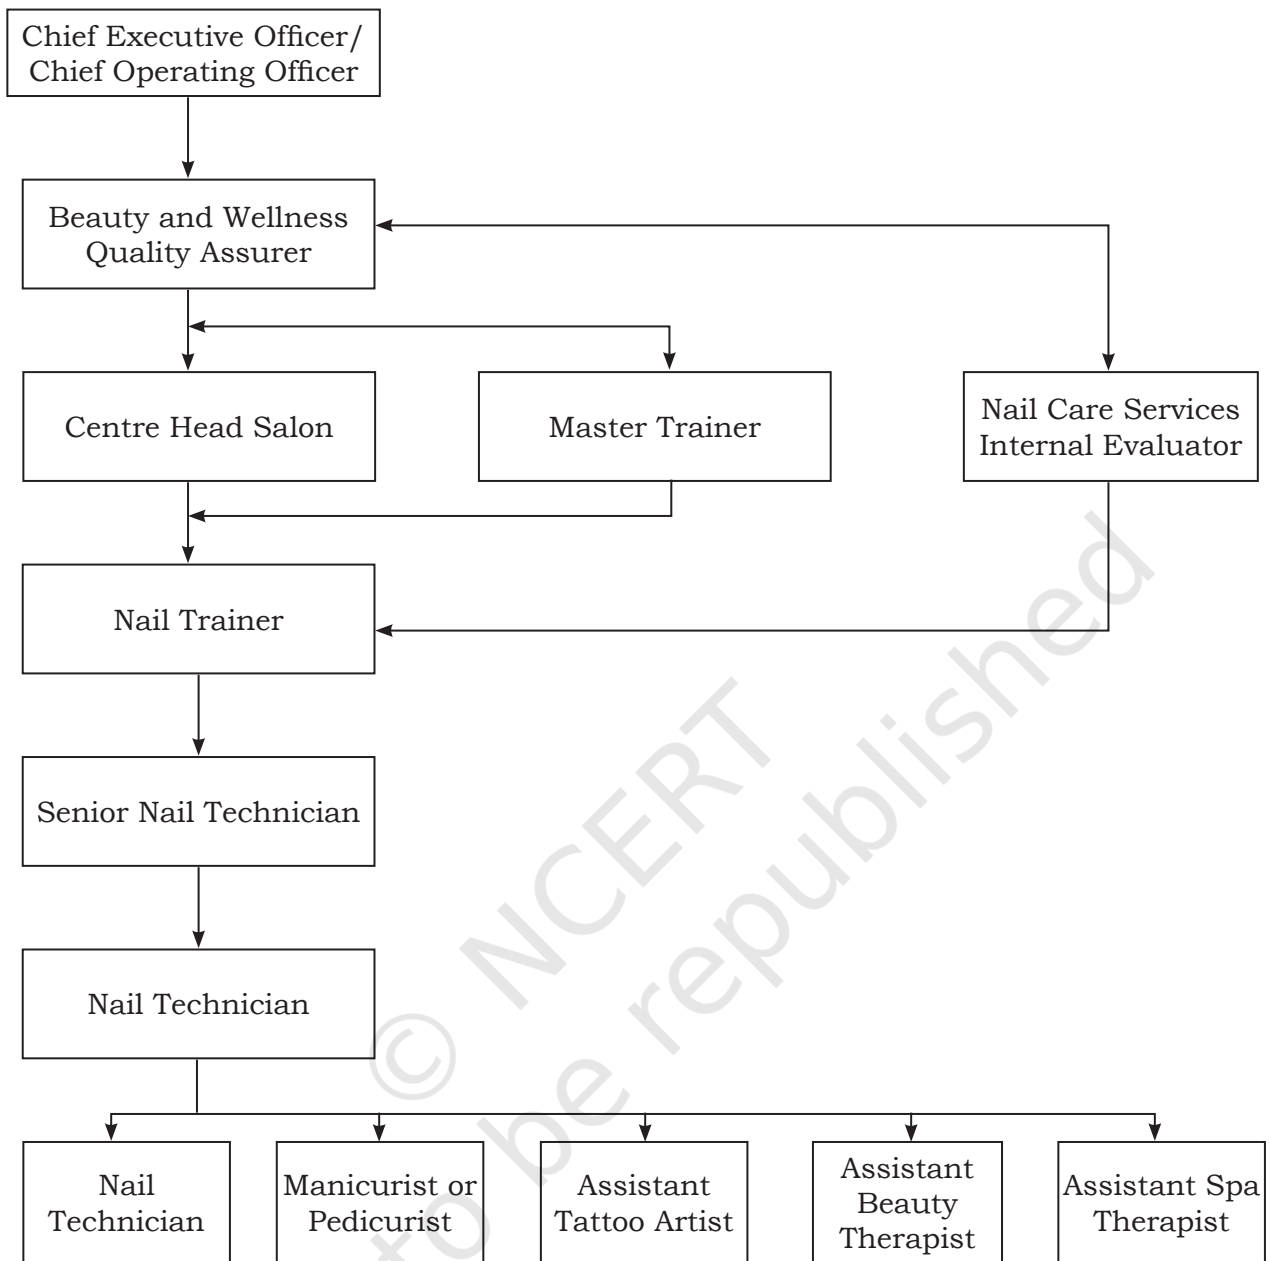 Chief Executive Officer/
Chief Operating Officer
Beauty and Wellness
Quality Assurer
Centre Head Salon
Master Trainer
Nail Care Services
Internal Evaluator
Nail Trainer
Senior Nail Technician
Nail Technician
Nail
Technician
Manicurist or
Pedicurist
Assistant
Tattoo Artist
Assistant
Beauty
Therapist
Assistant Spa
Therapist
© NCERT
to be republished